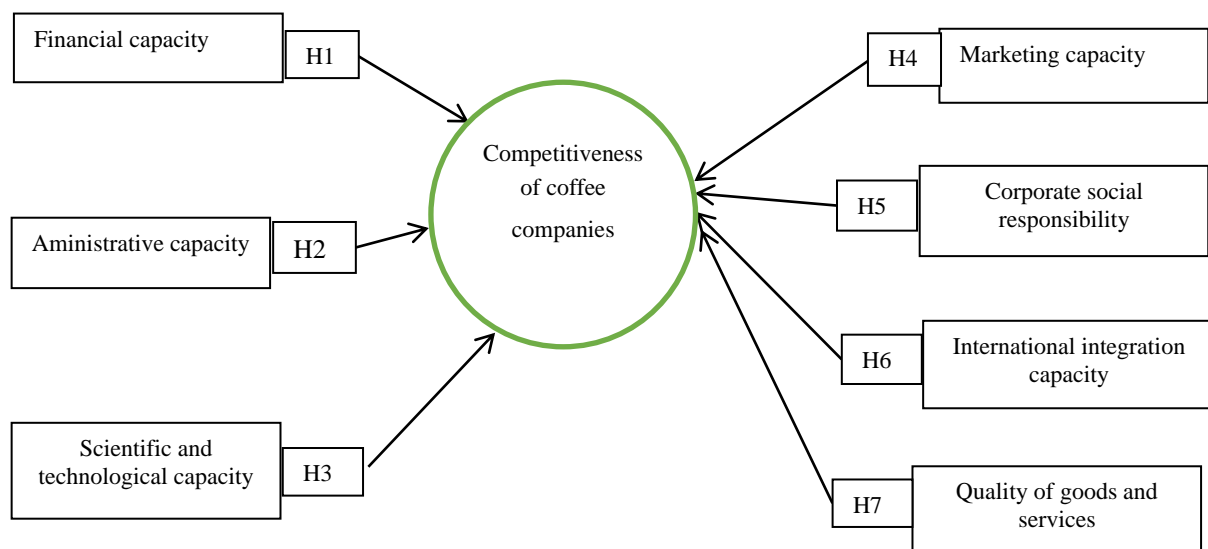 Financial capacity
H1
Aministrative capacity
H2
Scientific and
technological capacity
H3
Competitiveness
of coffee
companies
H4
Marketing capacity
H5
Corporate social
responsibility
H6
International integration
capacity
H7
Quality of goods and
services